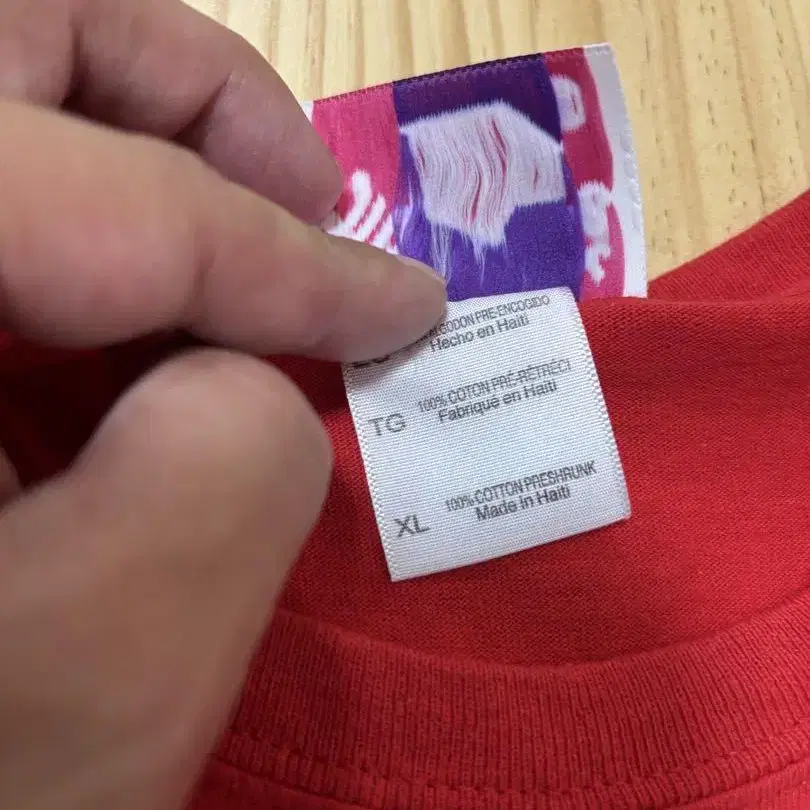 ALGODON PRE-ENCOGIDO
Hecho en Haiti
TG 100% COTON PRÉ-RÉTRÉCI
Fabriqué en Haiti
XL 100% COTTON PRESHRUNK
Made in Haiti